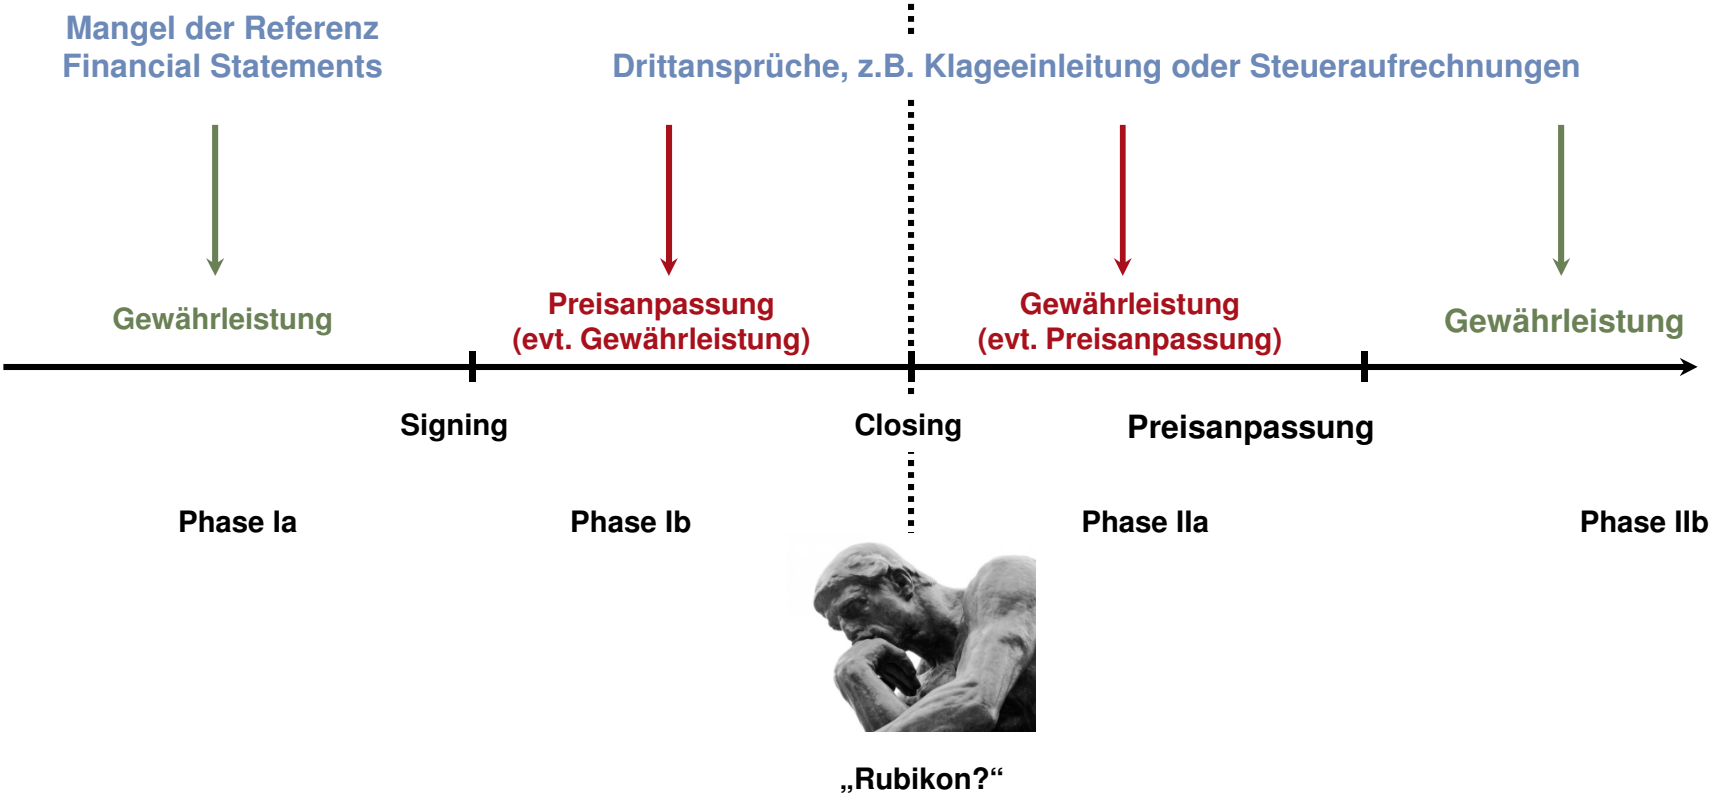 Mangel der Referenz
Financial Statements
Drittansprüche, z.B. Klageeinleitung oder Steueraufrechnungen
Gewährleistung
Preisanpassung
(evt. Gewährleistung)
Gewährleistung
(evt. Preisanpassung)
Gewährleistung
Signing
Closing
Preisanpassung
Phase Ia
Phase Ib
Phase IIa
Phase IIb
„Rubikon?“